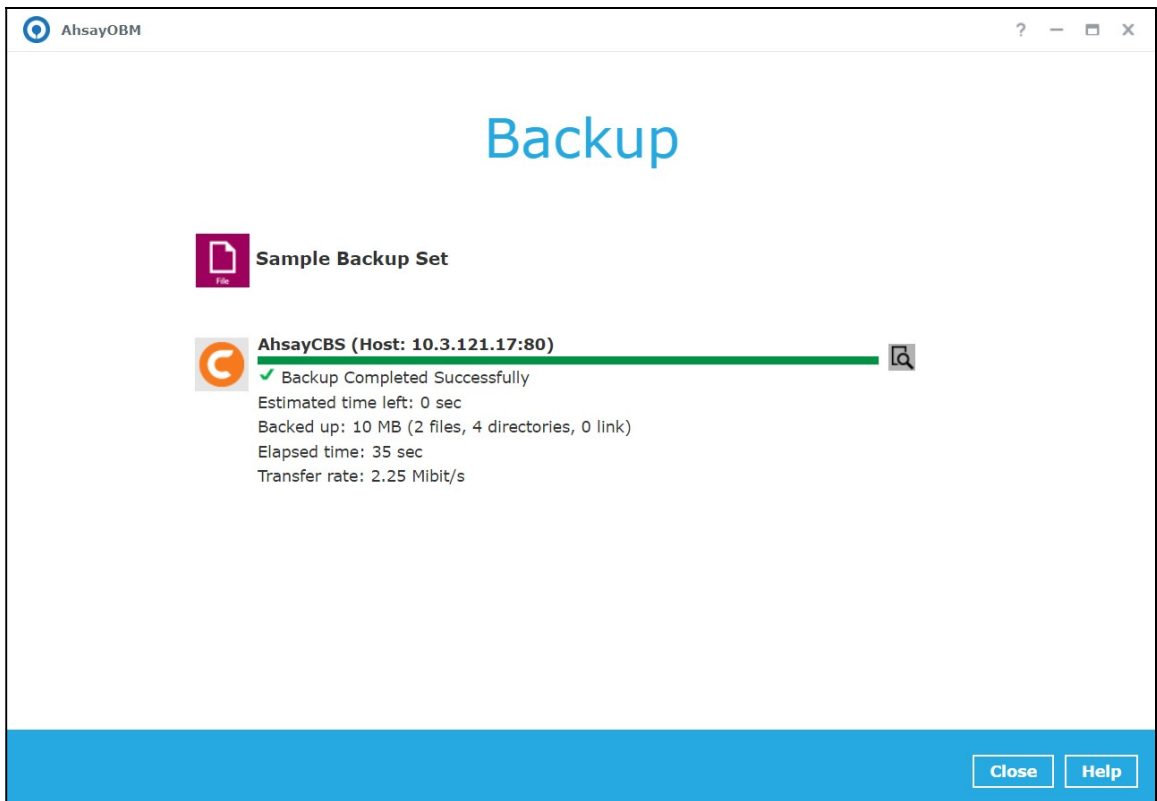 AhsayOBM
Backup
File
Sample Backup Set
AhsayCBS (Host: 10.3.121.17:80)
Backup Completed Successfully
Estimated time left: 0 sec
Backed up: 10 MB (2 files, 4 directories, 0 link)
Elapsed time: 35 sec
Transfer rate: 2.25 Mibit/s
Close Help